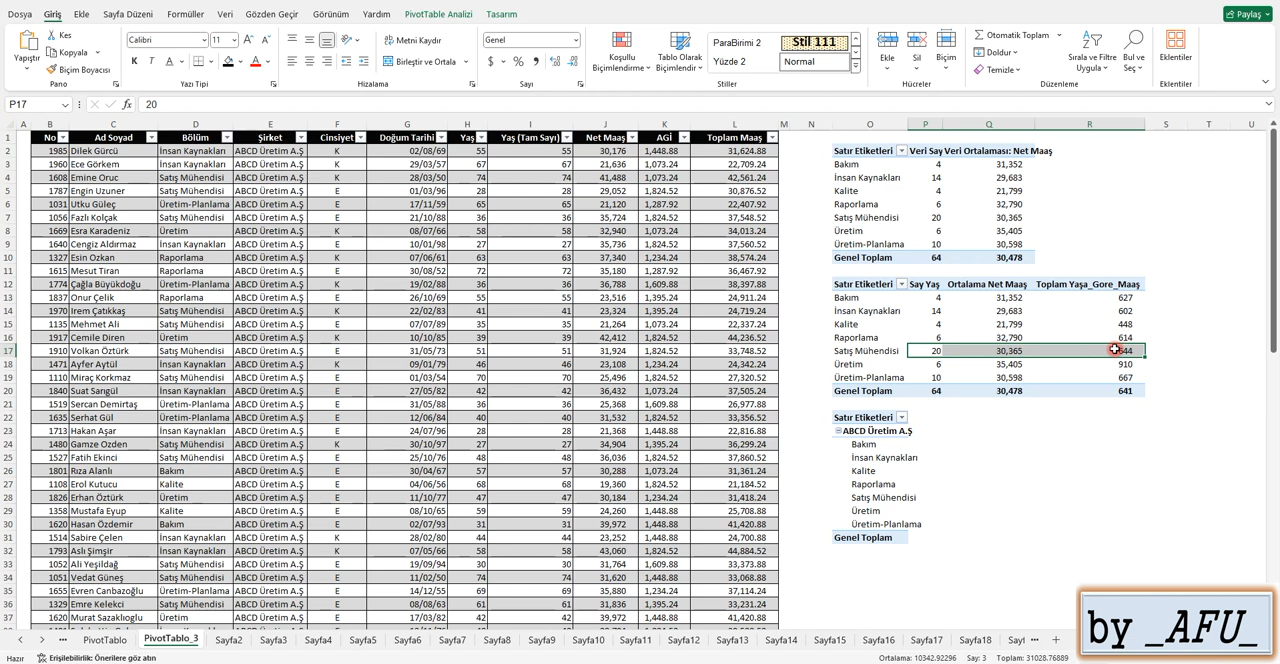 Dosya Giriş Ekle Sayfa Düzeni Formüller Veri Gözden Geçir Görünüm Yardım PivotTable Analizi Tasarım Paylaş
Yapıştır
Kes
Kopyala
Biçim Boyacısı
Pano
Calibri 11
Yazı Tipi
Metni Kaydır
Birleştir ve Ortala
Hizalama
Genel
Sayı
Koşullu Biçimlendirme
Tablo Olarak Biçimlendir
ParaBirimi 2 Stil 111
Yüzde 2 Normal
Stiller
Ekle Sil Biçim
Hücreler
Otomatik Toplam
Doldur
Temizle
Sırala ve Filtre Uygula
Bul ve Seç
Düzenleme
Eklentiler
Eklentiler
P17 fx 20
A B C D E F G H I J K L M N O P Q R S T U
1 No Ad Soyad Bölüm Şirket Cinsiyet Doğum Tarihi Yaş Yaş (Tam Sayı) Net Maaş AGİ Toplam Maaş
2 1985 Dilek Gürcü İnsan Kaynakları ABCD Üretim A.Ş K 02/08/69 55 55 30,176 1,448.88 31,624.88
3 1960 Ece Görkem İnsan Kaynakları ABCD Üretim A.Ş K 29/03/57 67 67 21,636 1,073.24 22,709.24
4 1608 Emine Oruc Satış Mühendisi ABCD Üretim A.Ş K 28/03/50 74 74 41,488 1,073.24 42,561.24
5 1787 Engin Uzuner Satış Mühendisi ABCD Üretim A.Ş E 01/03/96 28 28 29,052 1,824.52 30,876.52
6 1031 Utku Güleç Üretim-Planlama ABCD Üretim A.Ş E 17/11/59 65 65 21,120 1,287.92 22,407.92
7 1056 Fazlı Kolçak Satış Mühendisi ABCD Üretim A.Ş E 21/10/88 36 36 35,724 1,824.52 37,548.52
8 1669 Esra Karadeniz Üretim ABCD Üretim A.Ş K 08/07/66 58 58 32,940 1,073.24 34,013.24
9 1640 Cengiz Aldırmaz İnsan Kaynakları ABCD Üretim A.Ş E 10/01/98 27 27 35,736 1,824.52 37,560.52
10 1327 Esin Ozkan Raporlama ABCD Üretim A.Ş K 07/06/61 63 63 37,340 1,234.24 38,574.24
11 1615 Mesut Tiran Raporlama ABCD Üretim A.Ş E 30/08/52 72 72 35,180 1,287.92 36,467.92
12 1774 Çağla Büyükdoğu Üretim-Planlama ABCD Üretim A.Ş K 19/02/88 36 36 36,788 1,609.88 38,397.88
13 1837 Onur Çelik Raporlama ABCD Üretim A.Ş E 26/10/69 55 55 23,516 1,395.24 24,911.24
14 1970 Irem Çatıkkaş Satış Mühendisi ABCD Üretim A.Ş K 22/02/83 41 41 23,324 1,395.24 24,719.24
15 1135 Mehmet Ali Satış Mühendisi ABCD Üretim A.Ş E 07/07/89 35 35 21,264 1,073.24 22,337.24
16 1917 Cemile Diren Üretim ABCD Üretim A.Ş K 10/09/85 39 39 42,412 1,824.52 44,236.52
17 1910 Volkan Öztürk Satış Mühendisi ABCD Üretim A.Ş E 31/05/73 51 51 31,924 1,824.52 33,748.52
18 1471 Ayfer Aytül İnsan Kaynakları ABCD Üretim A.Ş K 09/01/79 46 46 23,108 1,234.24 24,342.24
19 1110 Miraç Korkmaz Satış Mühendisi ABCD Üretim A.Ş E 01/03/54 70 70 25,496 1,824.52 27,320.52
20 1840 Suat Sangül İnsan Kaynakları ABCD Üretim A.Ş E 27/05/82 42 42 36,432 1,073.24 37,505.24
21 1519 Sercan Demirtaş Üretim-Planlama ABCD Üretim A.Ş E 31/05/88 36 36 25,368 1,609.88 26,977.88
22 1635 Serhat Gül Üretim-Planlama ABCD Üretim A.Ş E 12/06/84 40 40 31,532 1,824.52 33,356.52
23 1713 Hakan Aşar İnsan Kaynakları ABCD Üretim A.Ş E 24/07/96 28 28 21,368 1,448.88 22,816.88
24 1480 Gamze Ozden Satış Mühendisi ABCD Üretim A.Ş K 30/10/97 27 27 34,904 1,395.24 36,299.24
25 1527 Fatih Ekinci Satış Mühendisi ABCD Üretim A.Ş E 25/10/76 48 48 36,036 1,824.52 37,860.52
26 1801 Rıza Alanlı Bakım ABCD Üretim A.Ş E 30/04/67 57 57 30,288 1,073.24 31,361.24
27 1108 Erol Kutucu Kalite ABCD Üretim A.Ş E 04/06/56 68 68 19,360 1,824.52 21,184.52
28 1826 Erhan Öztürk Üretim ABCD Üretim A.Ş E 11/10/77 47 47 30,184 1,234.24 31,418.24
29 1358 Mustafa Eyup Kalite ABCD Üretim A.Ş E 08/10/65 59 59 24,260 1,448.88 25,708.88
30 1620 Hasan Özdemir Bakım ABCD Üretim A.Ş E 02/07/93 31 31 39,972 1,448.88 41,420.88
31 1514 Sabire Çelen İnsan Kaynakları ABCD Üretim A.Ş K 28/02/80 44 44 23,252 1,448.88 24,700.88
32 1793 Aslı Şimşir İnsan Kaynakları ABCD Üretim A.Ş K 07/05/66 58 58 43,060 1,824.52 44,884.52
33 1052 Ali Yeşildağ Satış Mühendisi ABCD Üretim A.Ş E 19/09/94 30 30 31,764 1,609.88 33,373.88
34 1051 Vedat Güneş Satış Mühendisi ABCD Üretim A.Ş E 11/02/50 74 74 31,620 1,448.88 33,068.88
35 1655 Evren Canbazoğlu Üretim-Planlama ABCD Üretim A.Ş E 14/12/55 69 69 35,880 1,234.24 37,114.24
36 1329 Emre Kelekci Satış Mühendisi ABCD Üretim A.Ş E 08/08/63 61 61 31,836 1,395.24 33,231.24
37 1620 Murat Sazaklıoglu Üretim ABCD Üretim A.Ş E 17/03/82 42 42 39,972 1,448.88 41,420.88
Satır Etiketleri Veri Say Veri Ortalaması: Net Maaş
Bakım 4 31,352
İnsan Kaynakları 14 29,683
Kalite 4 21,799
Raporlama 6 32,790
Satış Mühendisi 20 30,365
Üretim 6 35,405
Üretim-Planlama 10 30,598
Genel Toplam 64 30,478
Satır Etiketleri Say Yaş Ortalama Net Maaş Toplam Yaşa_Gore_Maaş
Bakım 4 31,352 627
İnsan Kaynakları 14 29,683 602
Kalite 4 21,799 448
Raporlama 6 32,790 614
Satış Mühendisi 20 30,365 644
Üretim 6 35,405 910
Üretim-Planlama 10 30,598 667
Genel Toplam 64 30,478 641
Satır Etiketleri
ABCD Üretim A.Ş
Bakım
İnsan Kaynakları
Kalite
Raporlama
Satış Mühendisi
Üretim
Üretim-Planlama
Genel Toplam
by _AFU_
PivotTablo PivotTablo_3 Sayfa2 Sayfa3 Sayfa4 Sayfa5 Sayfa6 Sayfa7 Sayfa8 Sayfa9 Sayfa10 Sayfa11 Sayfa12 Sayfa13 Sayfa14 Sayfa15 Sayfa16 Sayfa17 Sayfa18
Hazır Erişilebilirlik: Önerilere göz atın Ortalama: 10342.92296 Say: 3 Toplam: 31028.76889